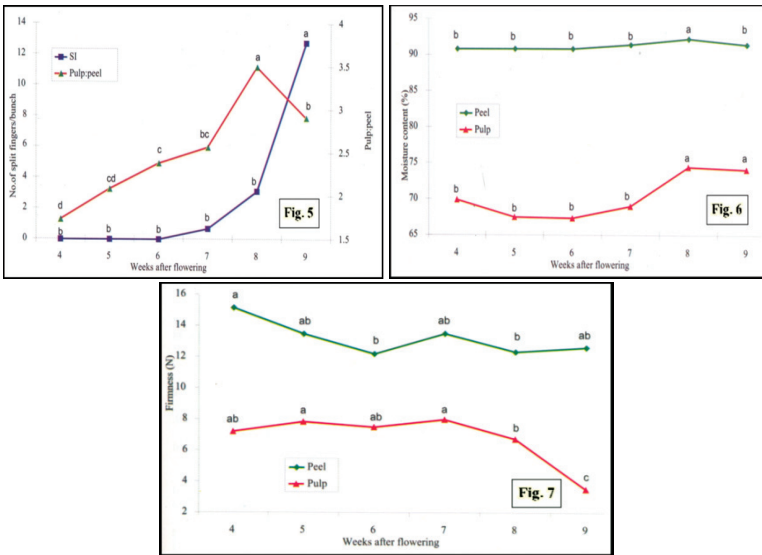 14
12
10
8
6
4
2
0
No.of split fingers/bunch
SI
Pulp:peel
a
a
b
bc
c
cd
d
b
b
b
b
b
4
3.5
3
2.5
2
1.5
Pulp:peel
Fig. 5
4 5 6 7 8 9
Weeks after flowering
95
90
85
80
75
70
65
Moisture content (%)
b b b b a b
Peel
Pulp
b b b b a a
Fig. 6
4 5 6 7 8 9
Weeks after flowering
16
14
12
10
8
6
4
2
Firmness (N)
a ab b ab b ab
ab a ab a b c
Peel
Pulp
Fig. 7
4 5 6 7 8 9
Weeks after flowering